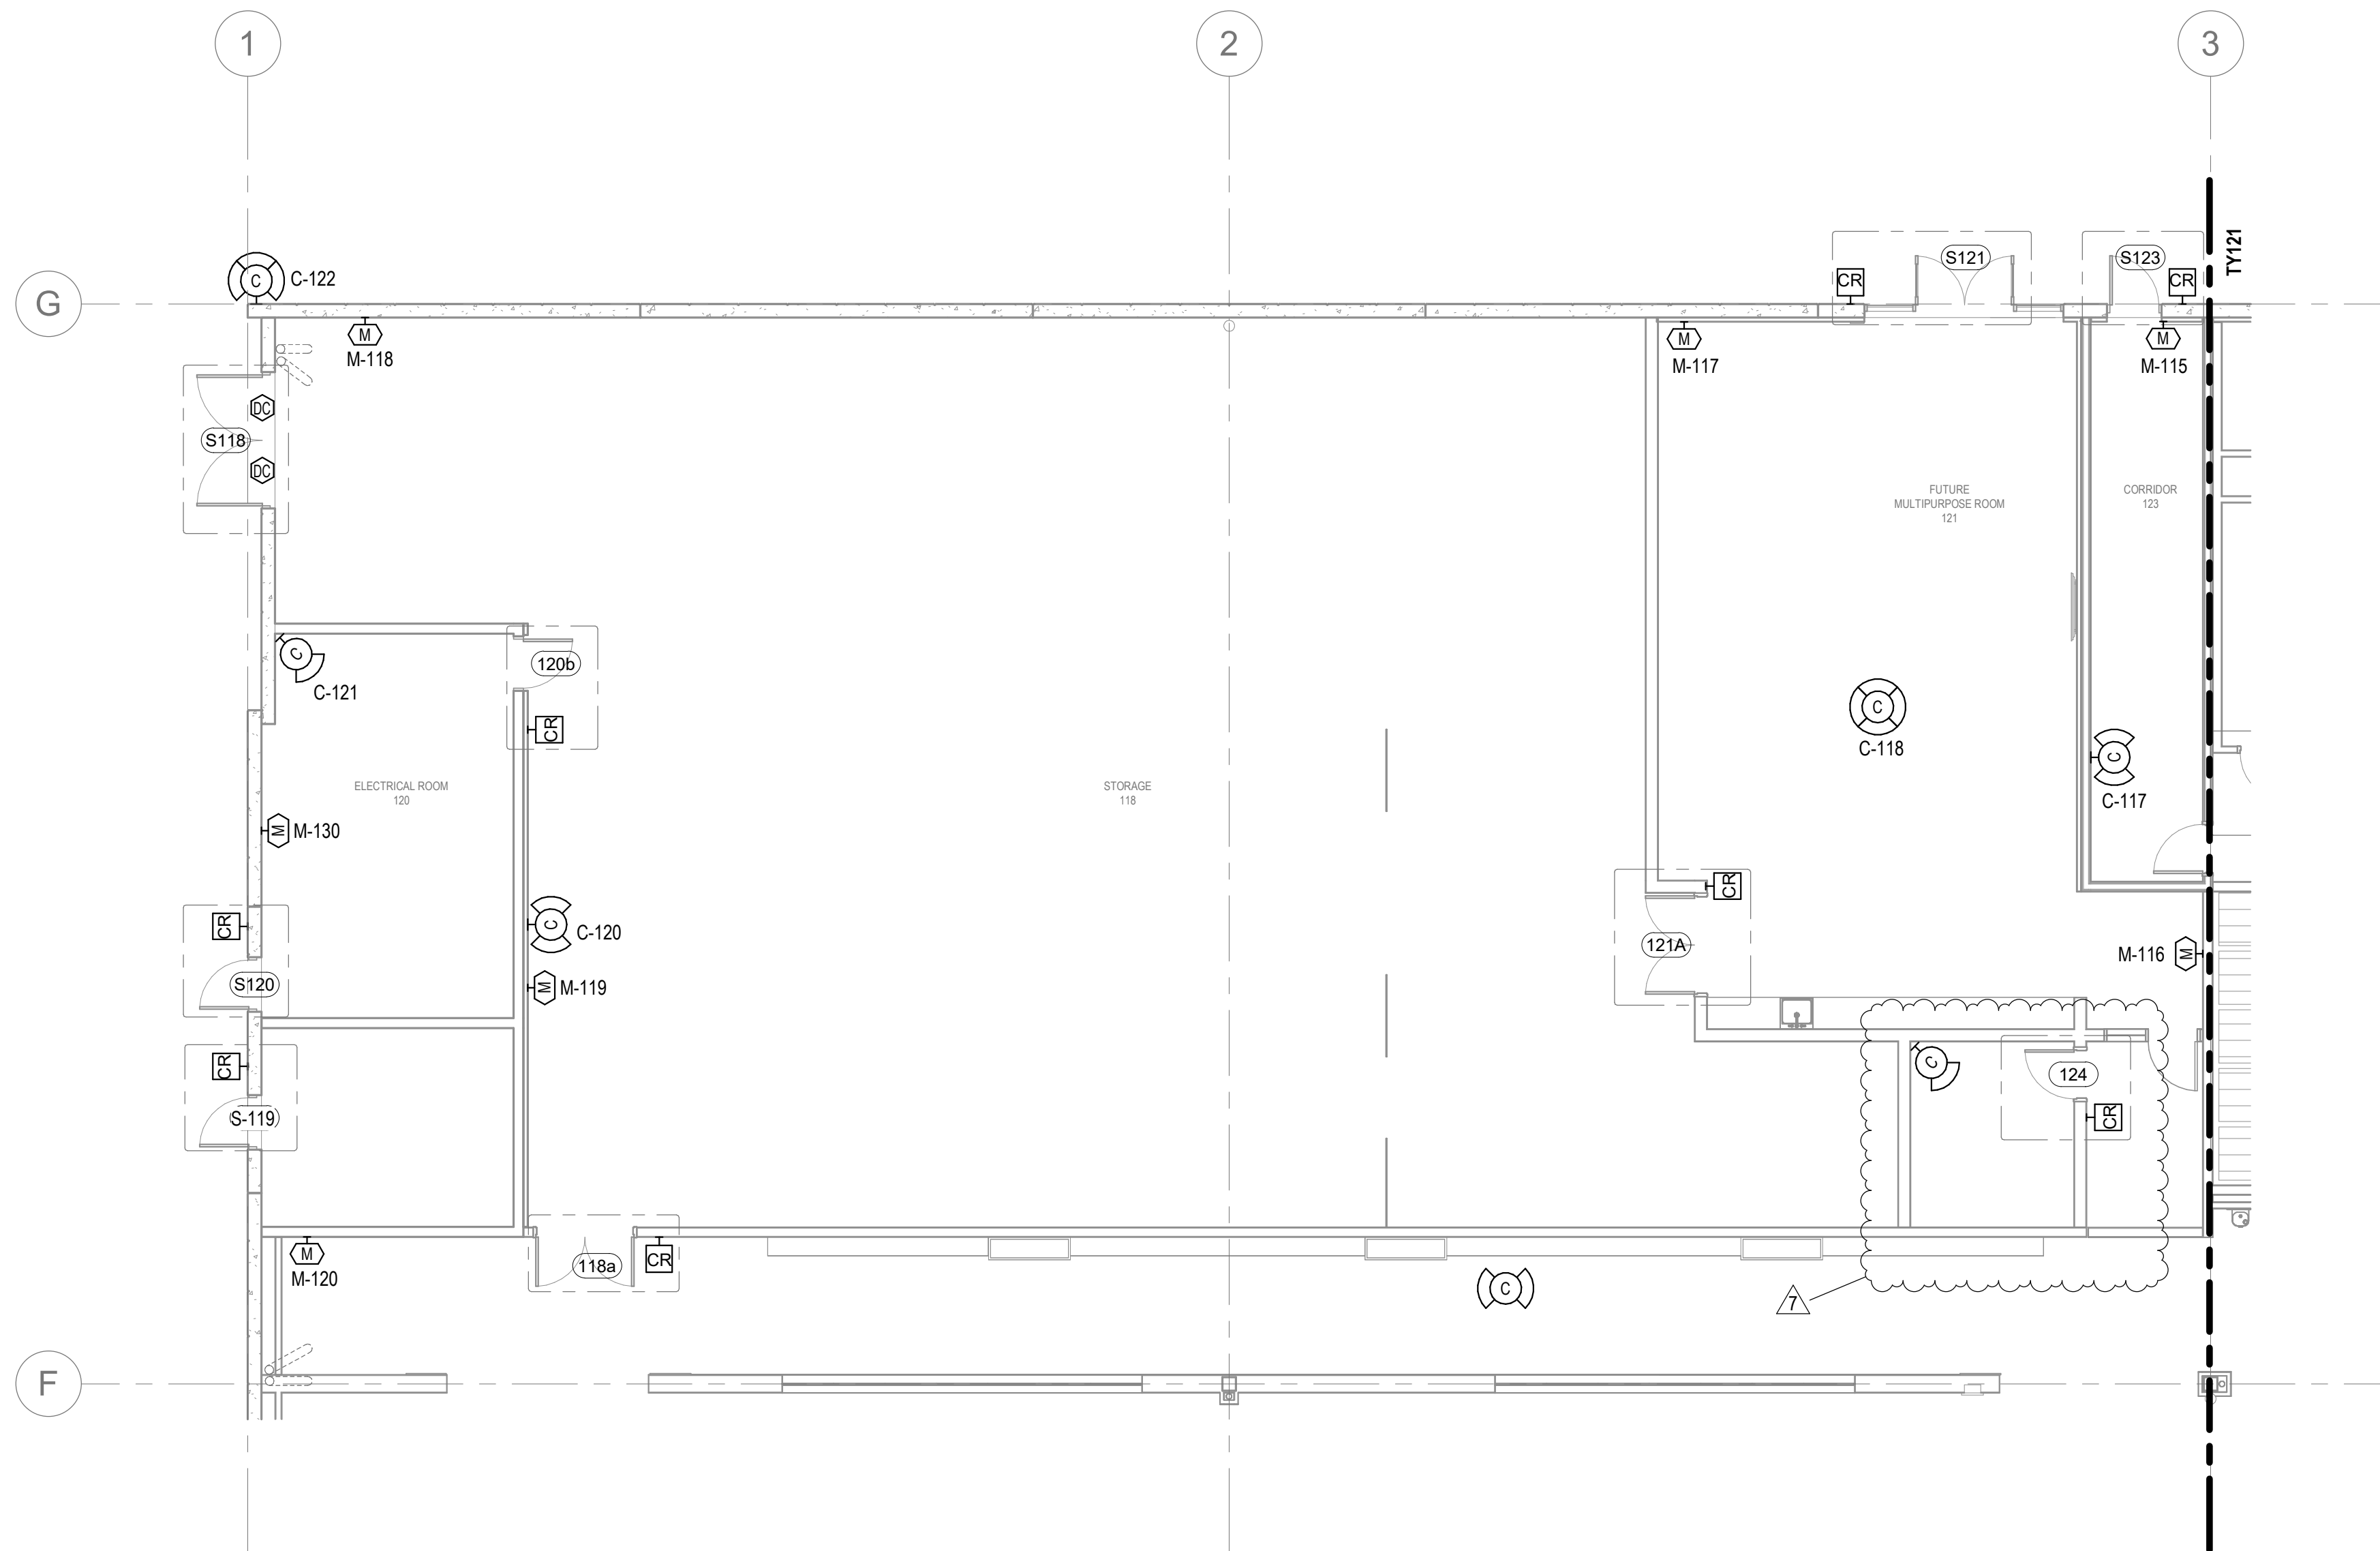 1
2
3
TY121
S121
S123
CR
CR
C
C-122
G
M
M-118
M
M-117
M
M-115
DC
S118
DC
FUTURE
MULTIPURPOSE ROOM
121
CORRIDOR
123
C
C-121
120b
CR
C
C-118
C
C-117
ELECTRICAL ROOM
120
STORAGE
118
M
M-130
CR
121A
CR
S120
C
C-120
M
M-119
M-116
M
CR
S-119
C
124
CR
M
M-120
118a
CR
C
7
F